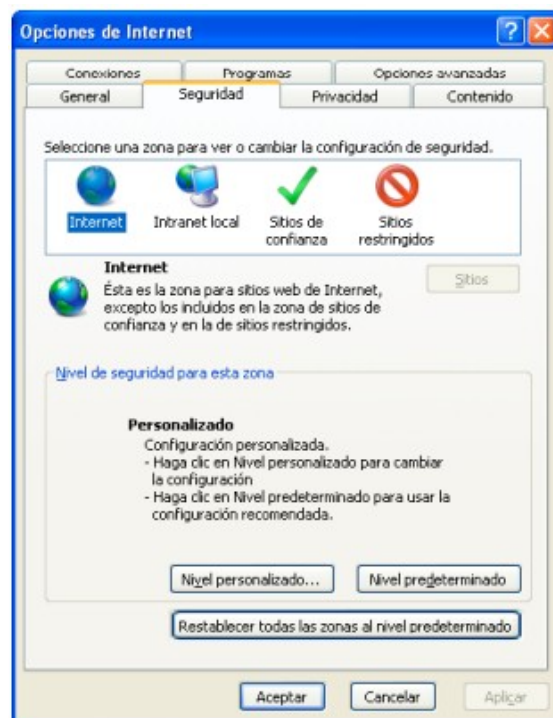 Opciones de Internet
Conexiones Programas Opciones avanzadas
General Seguridad Privacidad Contenido
Seleccione una zona para ver o cambiar la configuración de seguridad.
Internet Intranet local Sitios de Sitios
confianza restringidos
Internet
Sitios
Ésta es la zona para sitios web de Internet,
excepto los incluidos en la zona de sitios de
confianza y en la de sitios restringidos.
Nivel de seguridad para esta zona
Personalizado
Configuración personalizada.
- Haga clic en Nivel personalizado para cambiar
la configuración
- Haga clic en Nivel predeterminado para usar la
configuración recomendada.
Nivel personalizado... Nivel predeterminado
Restablecer todas las zonas al nivel predeterminado
Aceptar Cancelar Aplicar